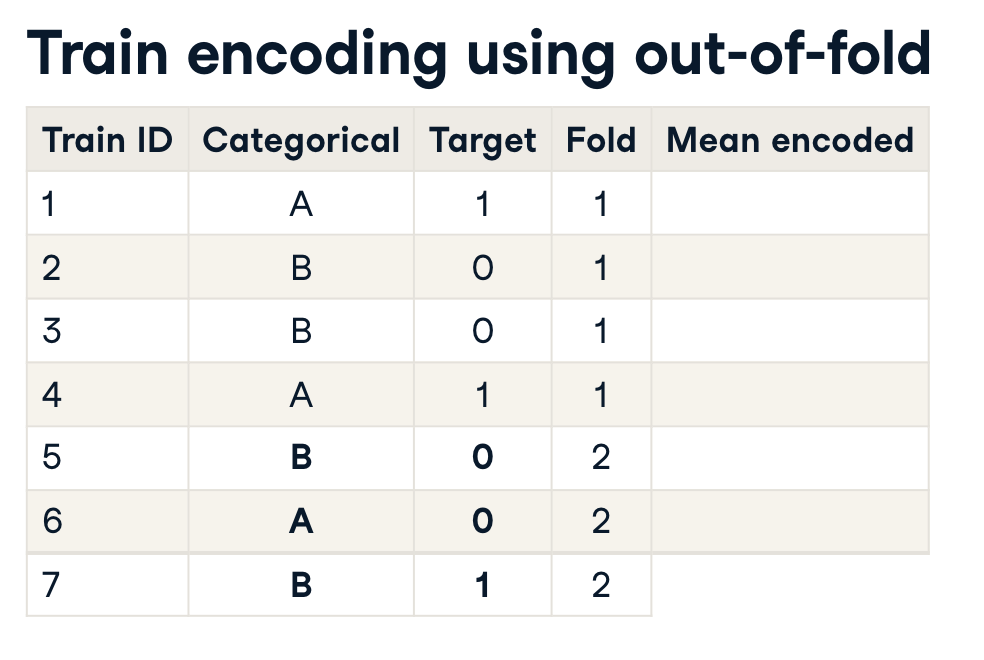 Train encoding using out-of-fold
Train ID Categorical Target Fold Mean encoded
1 A 1 1
2 B 0 1
3 B 0 1
4 A 1 1
5 B 0 2
6 A 0 2
7 B 1 2